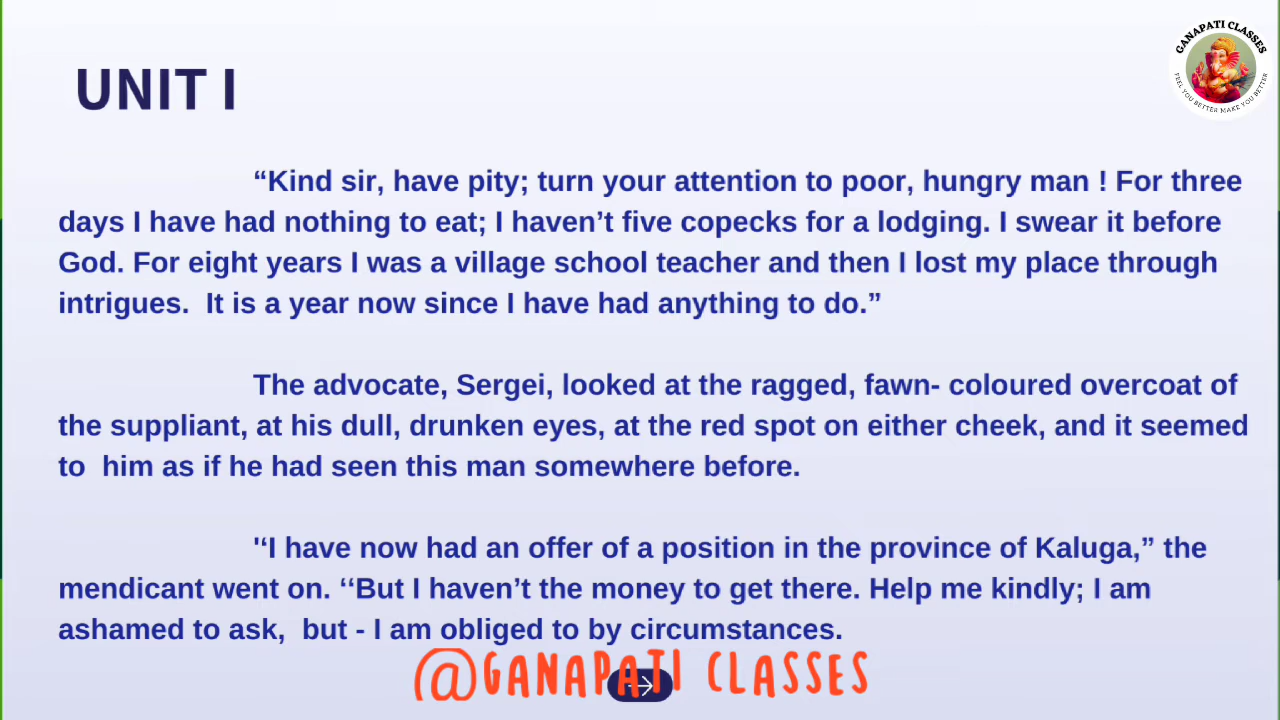 GANAPATI CLASSES
FEEL YOU BETTER MAKE YOU BETTER
UNIT I
“Kind sir, have pity; turn your attention to poor, hungry man ! For three
days I have had nothing to eat; I haven’t five copecks for a lodging. I swear it before
God. For eight years I was a village school teacher and then I lost my place through
intrigues.  It is a year now since I have had anything to do.”
The advocate, Sergei, looked at the ragged, fawn- coloured overcoat of
the suppliant, at his dull, drunken eyes, at the red spot on either cheek, and it seemed
to  him as if he had seen this man somewhere before.
'‘I have now had an offer of a position in the province of Kaluga,” the
mendicant went on. ‘‘But I haven’t the money to get there. Help me kindly; I am
ashamed to ask,  but - I am obliged to by circumstances.
@GANAPATI CLASSES